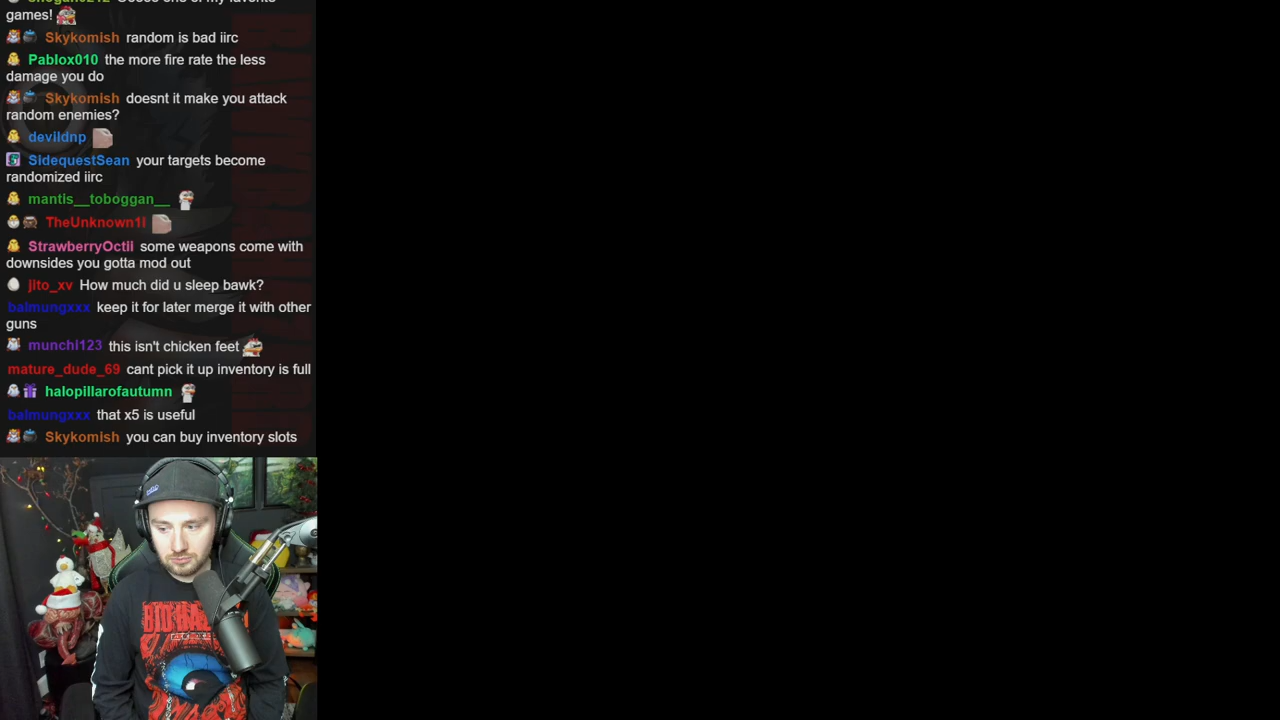 games!
Skykomish random is bad iirc
Pablox010 the more fire rate the less
damage you do
Skykomish doesnt it make you attack
random enemies?
devildnp
SidequestSean your targets become
randomized iirc
mantis__toboggan__
TheUnknown1l
StrawberryOctii some weapons come with
downsides you gotta mod out
jito_xv How much did u sleep bawk?
balmungxxx keep it for later merge it with other
guns
munchi123 this isn't chicken feet
mature_dude_69 cant pick it up inventory is full
halopillarofautumn
balmungxxx that x5 is useful
Skykomish you can buy inventory slots